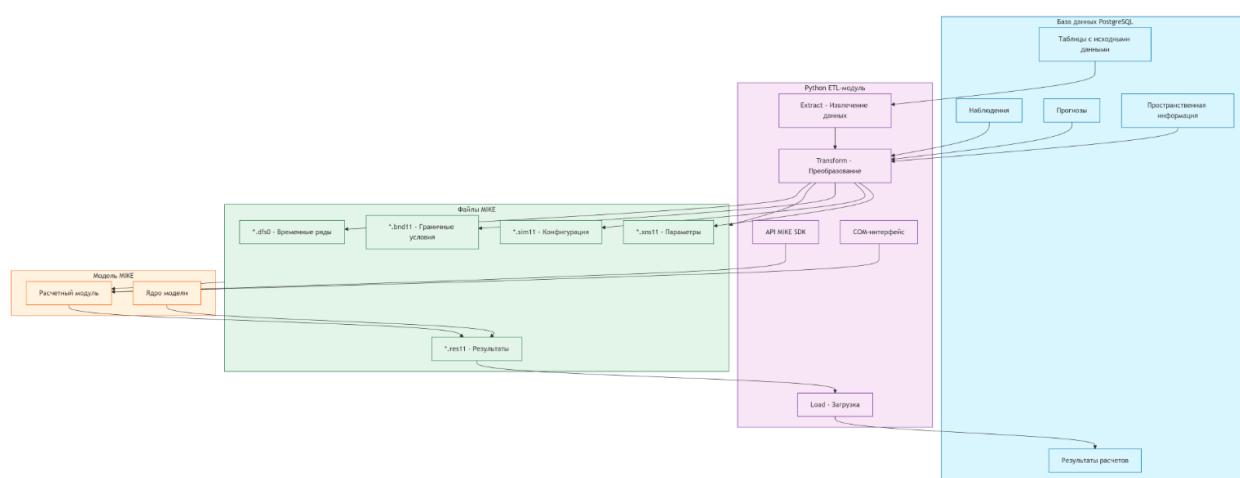 База данных PostgreSQL
Таблицы с исходными
данными
Python ETL-модуль
Extract - Извлечение
данных
Наблюдения
Прогнозы
Пространственная
информация
Transform -
Преобразование
Файлы MIKE
*.dfs0 - Временные ряды
*.bnd11 - Граничные
условия
*.sim11 - Конфигурация
*.xns11 - Параметры
API MIKE SDK
COM-интерфейс
Модель MIKE
Расчетный модуль
Ядро модели
*.res11 - Результаты
Load - Загрузка
Результаты расчетов